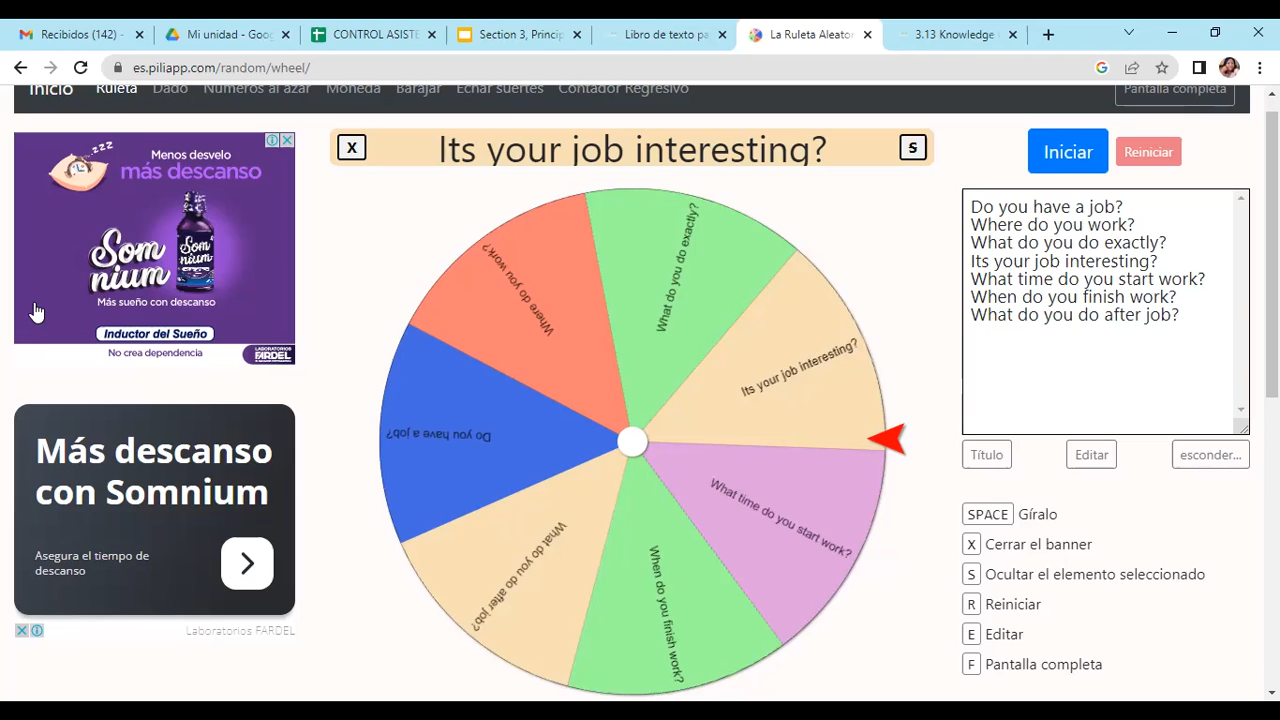 Recibidos (142) -
Mi unidad - Goog
CONTROL ASISTE
Section 3, Princip
Libro de texto pa
La Ruleta Aleator
3.13 Knowledge
es.piliapp.com/random/wheel/
Inicio
Ruleta
Dado
Números al azar
Moneda
Barajar
Echar suertes
Contador Regresivo
Pantalla completa
X
Its your job interesting?
S
Iniciar
Reiniciar
zzZ
Menos desvelo
más descanso
Som
nium
Som
nium
Más sueño con descanso
Inductor del Sueño
No crea dependencia
LABORATORIOS
FARDEL
Más descanso
con Somnium
Asegura el tiempo de
descanso
Laboratorios FARDEL
What do you do exactly?
Its your job interesting?
What time do you start work?
When do you finish work?
What do you do after job?
Do you have a job?
Where do you work?
Do you have a job?
Where do you work?
What do you do exactly?
Its your job interesting?
What time do you start work?
When do you finish work?
What do you do after job?
Título
Editar
esconder...
SPACE Gíralo
X Cerrar el banner
S Ocultar el elemento seleccionado
R Reiniciar
E Editar
F Pantalla completa